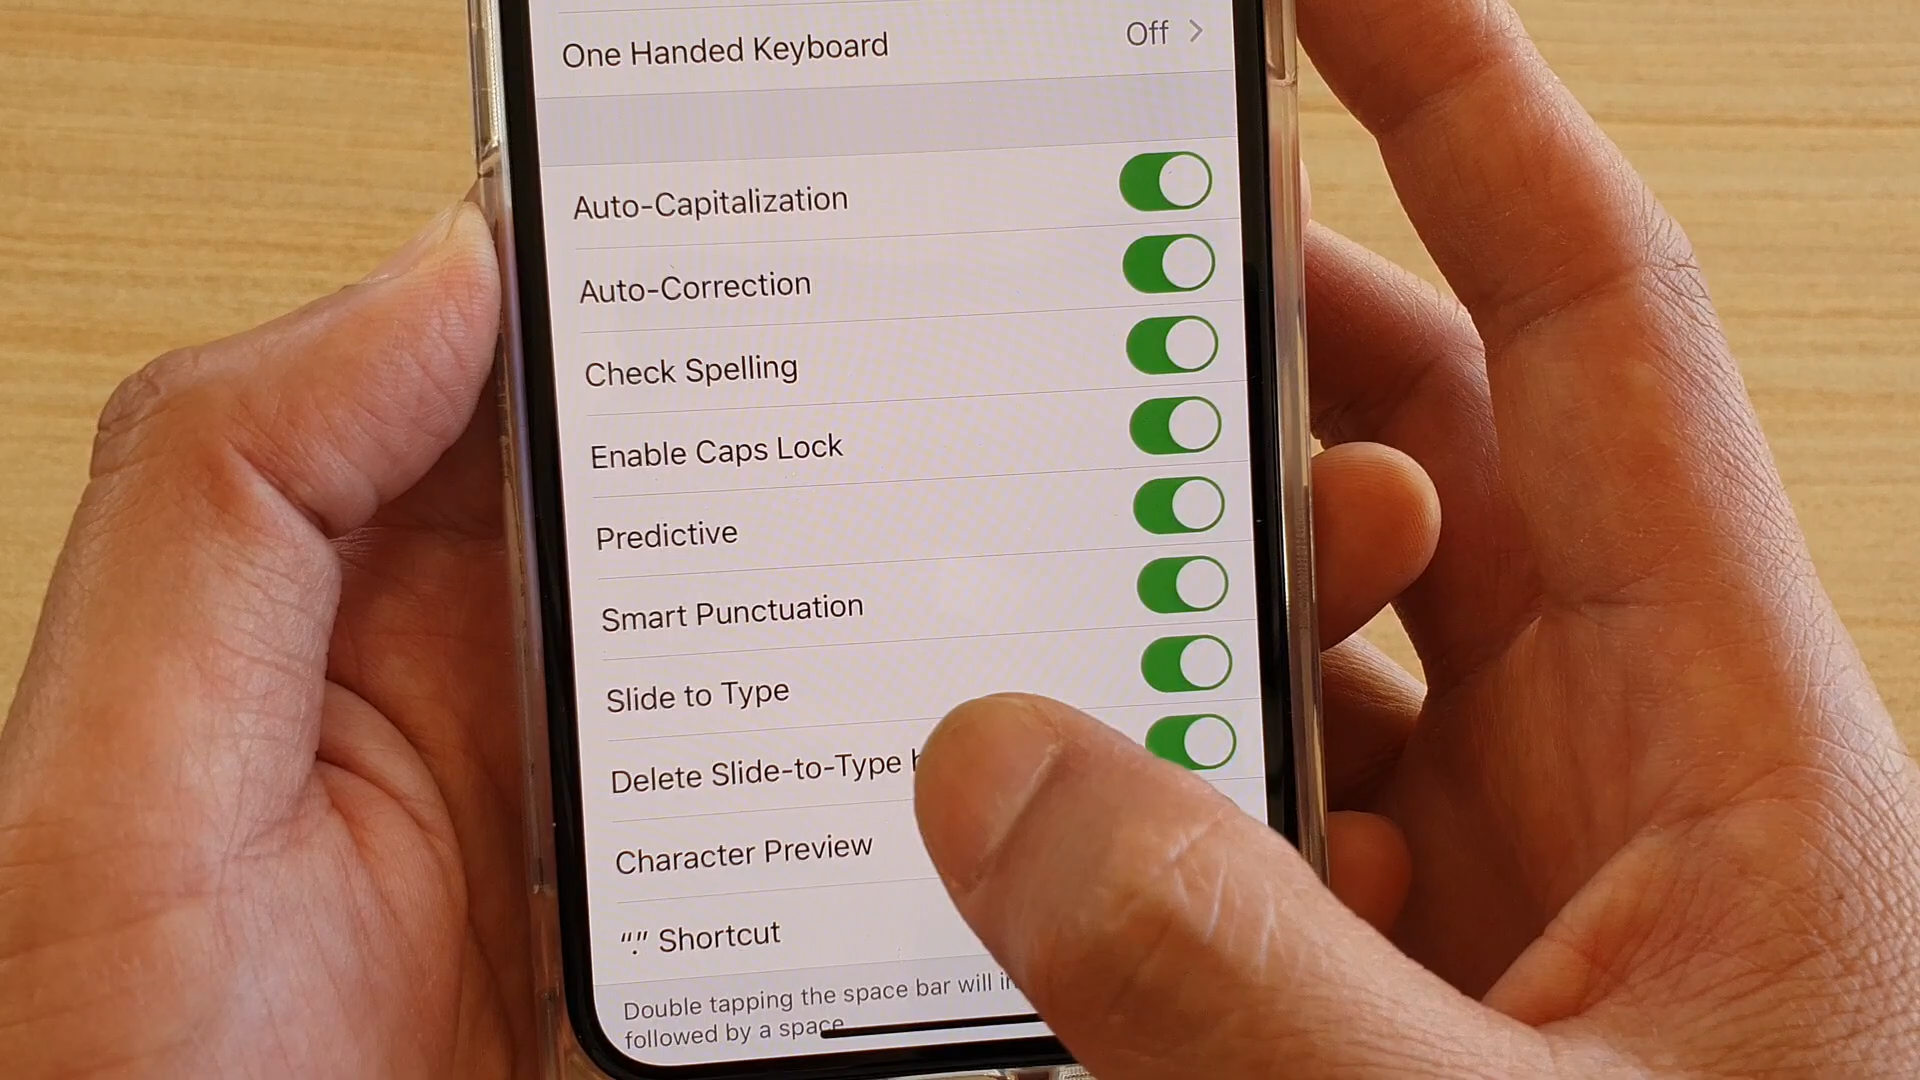 One Handed Keyboard Off
Auto-Capitalization
Auto-Correction
Check Spelling
Enable Caps Lock
Predictive
Smart Punctuation
Slide to Type
Delete Slide-to-Type
Character Preview
“.” Shortcut
Double tapping the space bar will
followed by a space